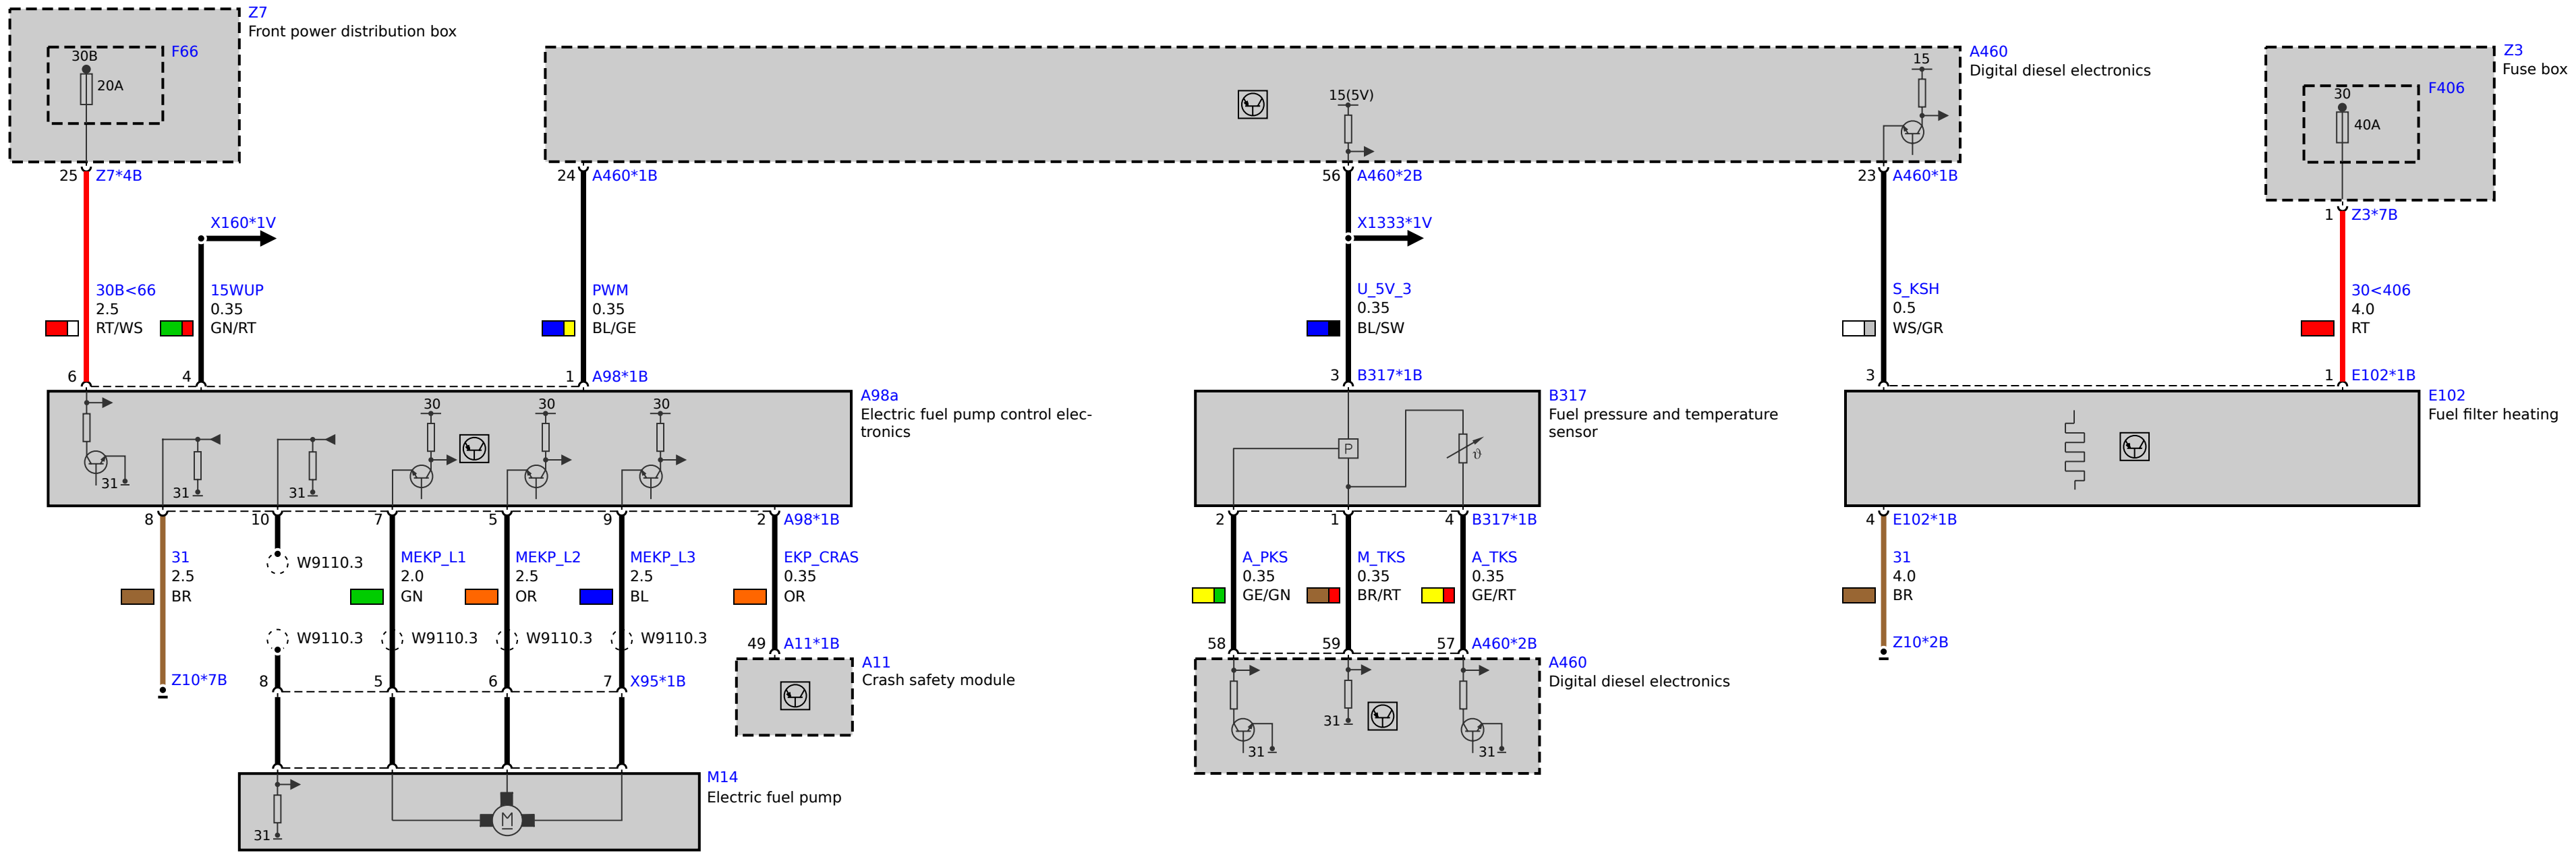 Z7
Front power distribution box
F66
30B
20A
A460
Digital diesel electronics
15
15(5V)
Z3
Fuse box
F406
30
40A
25 Z7*4B
24 A460*1B
56 A460*2B
23 A460*1B
1 Z3*7B
X160*1V
X1333*1V
30B<66
2.5
RT/WS
15WUP
0.35
GN/RT
PWM
0.35
BL/GE
U_5V_3
0.35
BL/SW
S_KSH
0.5
WS/GR
30<406
4.0
RT
6
4
1 A98*1B
3 B317*1B
3
1 E102*1B
A98a
Electric fuel pump control elec-
tronics
30
30
30
31
31
31
B317
Fuel pressure and temperature
sensor
P
ϑ
E102
Fuel filter heating
8
10
7
5
9
2 A98*1B
2
1
4 B317*1B
4 E102*1B
31
2.5
BR
W9110.3
MEKP_L1
2.0
GN
MEKP_L2
2.5
OR
MEKP_L3
2.5
BL
EKP_CRAS
0.35
OR
A_PKS
0.35
GE/GN
M_TKS
0.35
BR/RT
A_TKS
0.35
GE/RT
31
4.0
BR
W9110.3
W9110.3
W9110.3
W9110.3
49 A11*1B
58
59
57 A460*2B
Z10*2B
Z10*7B
8
5
6
7 X95*1B
A11
Crash safety module
A460
Digital diesel electronics
31
31
31
M14
Electric fuel pump
31
M